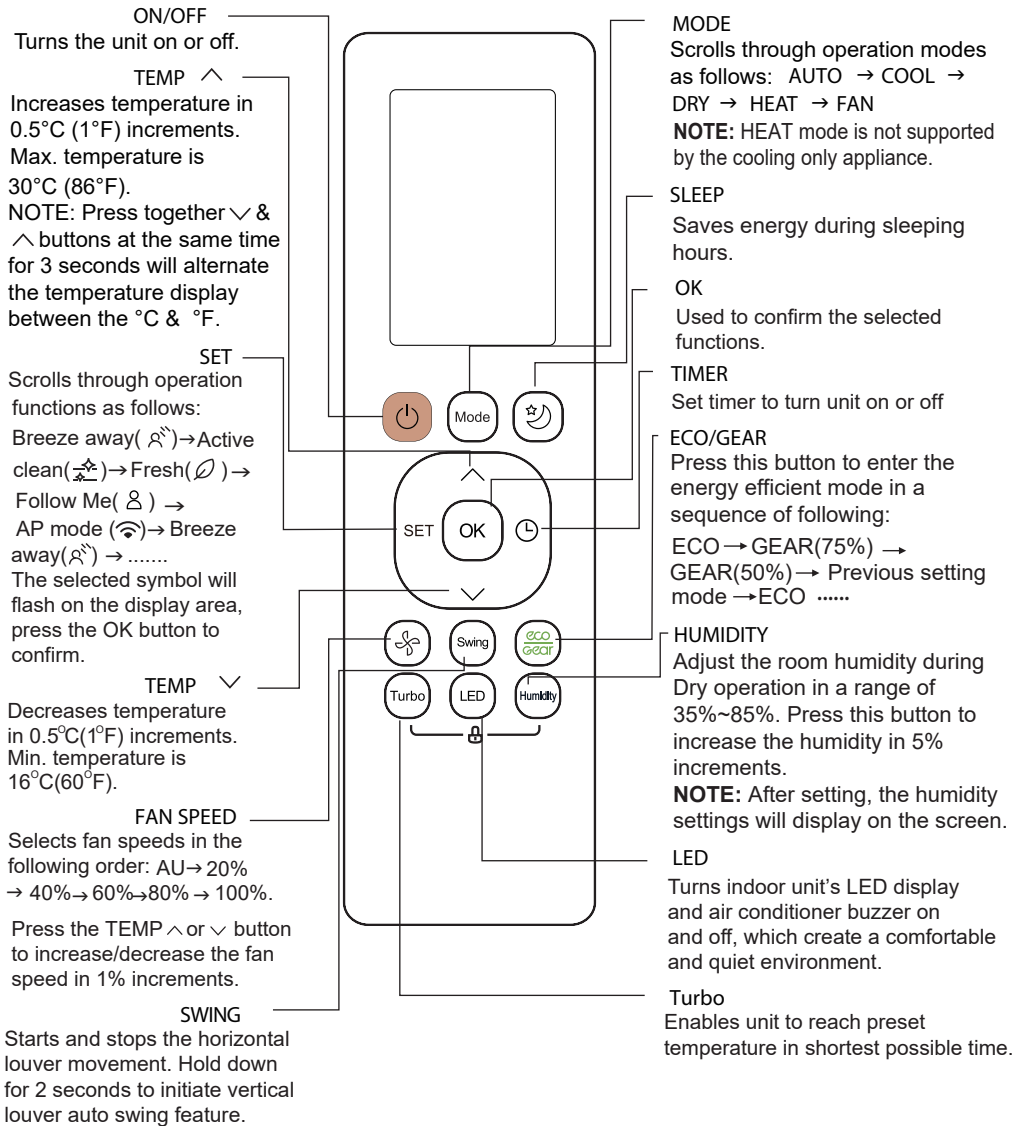 ON/OFF
Turns the unit on or off.
TEMP ︿
Increases temperature in
0.5°C (1°F) increments.
Max. temperature is
30°C (86°F).
NOTE: Press together ﹀ &
︿ buttons at the same time
for 3 seconds will alternate
the temperature display
between the °C & °F.
SET
Scrolls through operation
functions as follows:
Breeze away( )→Active
clean( )→Fresh( ) →
Follow Me( ) →
AP mode ( )→ Breeze
away( ) → .......
The selected symbol will
flash on the display area,
press the OK button to
confirm.
TEMP ﹀
Decreases temperature
in 0.5°C(1°F) increments.
Min. temperature is
16°C(60°F).
FAN SPEED
Selects fan speeds in the
following order: AU→ 20%
→ 40%→ 60%→80% → 100%.
Press the TEMP ︿ or ﹀ button
to increase/decrease the fan
speed in 1% increments.
SWING
Starts and stops the horizontal
louver movement. Hold down
for 2 seconds to initiate vertical
louver auto swing feature.
Mode
SET
OK
Swing
eco
Gear
Turbo
LED
Humidity
MODE
Scrolls through operation modes
as follows: AUTO → COOL →
DRY → HEAT → FAN
NOTE: HEAT mode is not supported
by the cooling only appliance.
SLEEP
Saves energy during sleeping
hours.
OK
Used to confirm the selected
functions.
TIMER
Set timer to turn unit on or off
ECO/GEAR
Press this button to enter the
energy efficient mode in a
sequence of following:
ECO → GEAR(75%) →
GEAR(50%)→ Previous setting
mode →ECO ······
HUMIDITY
Adjust the room humidity during
Dry operation in a range of
35%~85%. Press this button to
increase the humidity in 5%
increments.
NOTE: After setting, the humidity
settings will display on the screen.
LED
Turns indoor unit's LED display
and air conditioner buzzer on
and off, which create a comfortable
and quiet environment.
Turbo
Enables unit to reach preset
temperature in shortest possible time.